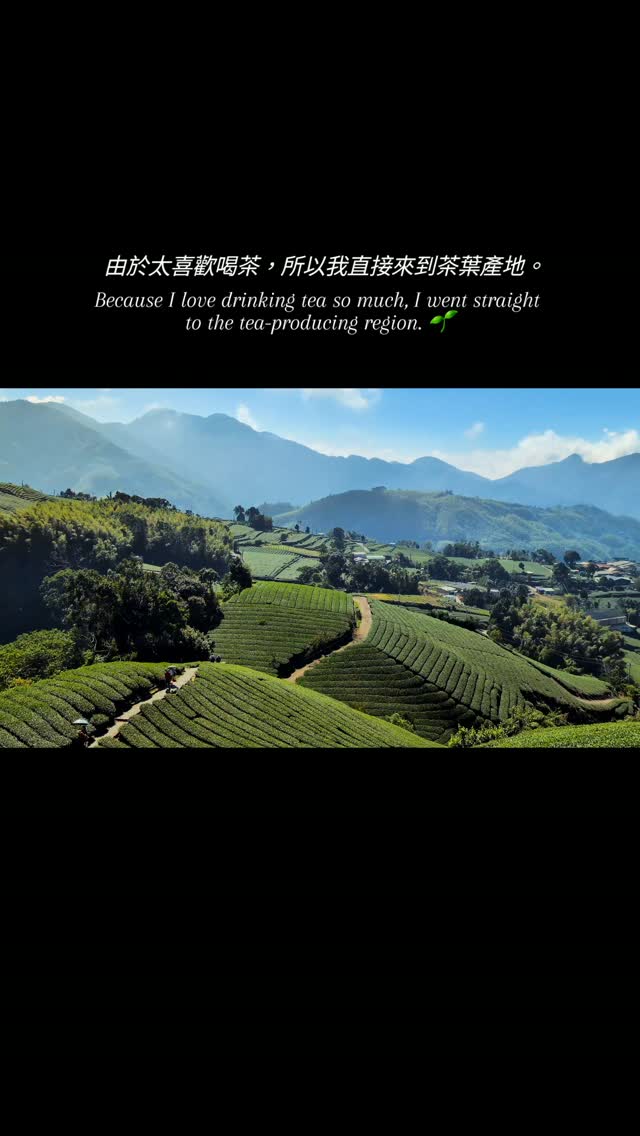 由於太喜歡喝茶，所以我直接來到茶葉產地。
Because I love drinking tea so much, I went straight
to the tea-producing region. 🌱